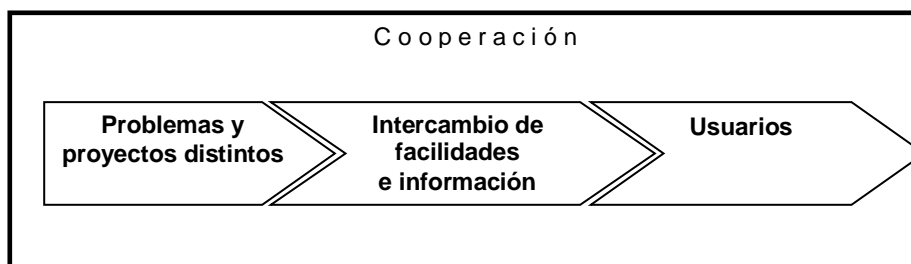 Cooperación
Problemas y
proyectos distintos
Intercambio de
facilidades
e información
Usuarios